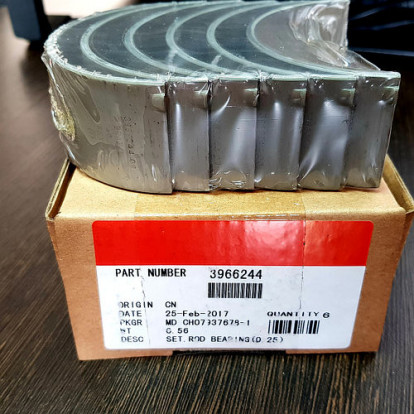 PART NUMBER 3966244
ORIGIN CN
DATE 25-Feb-2017 QUANTITY 6
PKGR MD CH07337678-1
WT 0.56
DESC SET,ROD BEARING(0.25)